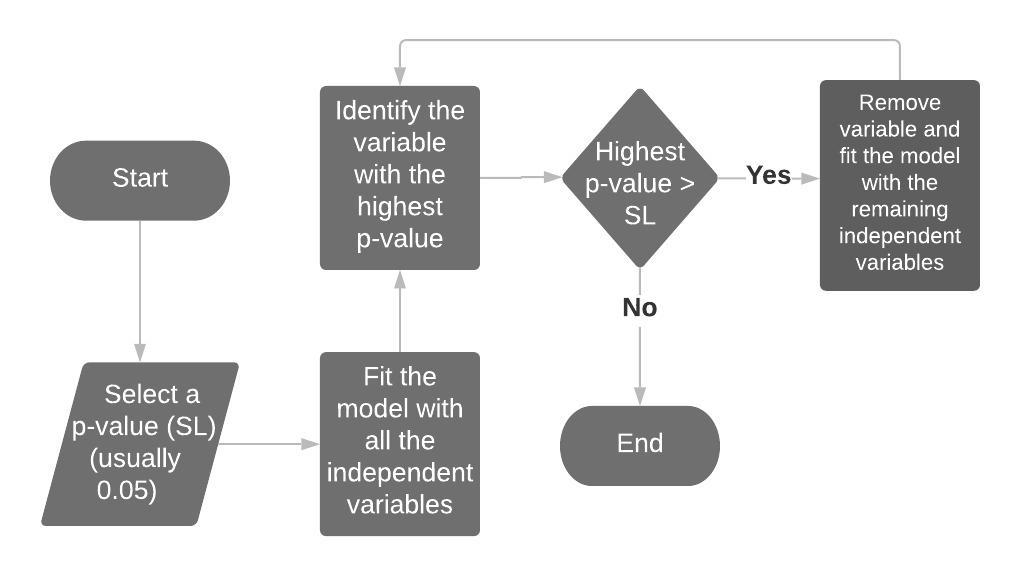 Start
Select a
p-value (SL)
(usually
0.05)
Fit the
model with
all the
independent
variables
Identify the
variable
with the
highest
p-value
Highest
p-value >
SL
Yes
Remove
variable and
fit the model
with the
remaining
independent
variables
No
End